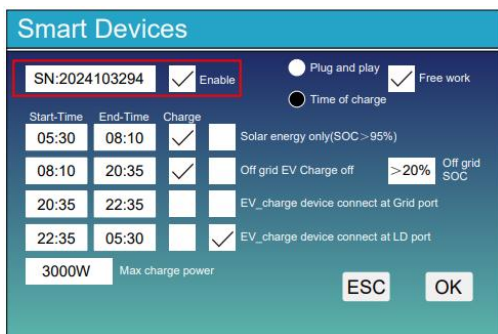 Smart Devices
SN:2024103294 Enable Plug and play Free work
Time of charge
Start-Time End-Time Charge
05:30 08:10 Solar energy only(SOC>95%)
08:10 20:35 Off grid EV Charge off >20% Off grid SOC
20:35 22:35 EV_charge device connect at Grid port
22:35 05:30 EV_charge device connect at LD port
3000W Max charge power
ESC OK